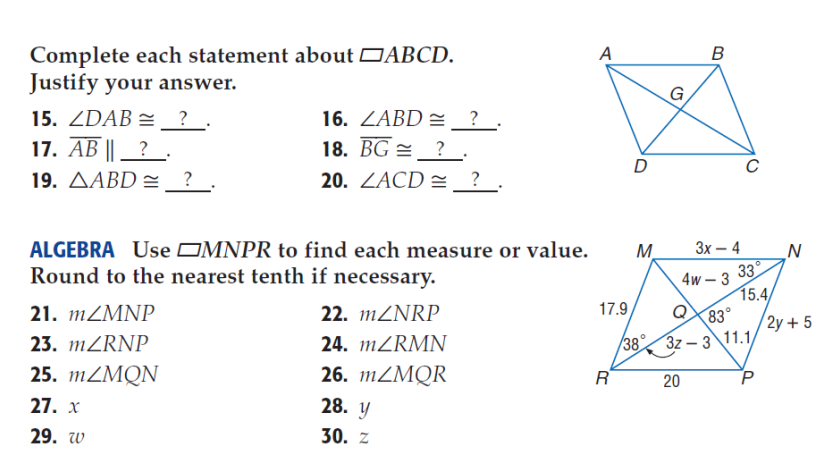 Complete each statement about ▱ABCD.
Justify your answer.
15. ∠DAB ≅ ? .
16. ∠ABD ≅ ? .
17. AB || ? .
18. BG ≅ ? .
19. △ABD ≅ ? .
20. ∠ACD ≅ ? .
A
B
G
D
C
ALGEBRA Use ▱MNPR to find each measure or value.
Round to the nearest tenth if necessary.
21. m∠MNP
22. m∠NRP
23. m∠RNP
24. m∠RMN
25. m∠MQN
26. m∠MQR
27. x
28. y
29. w
30. z
M
3x – 4
N
4w – 3
33°
15.4
17.9
Q
83°
2y + 5
38°
3z – 3
11.1
R
20
P